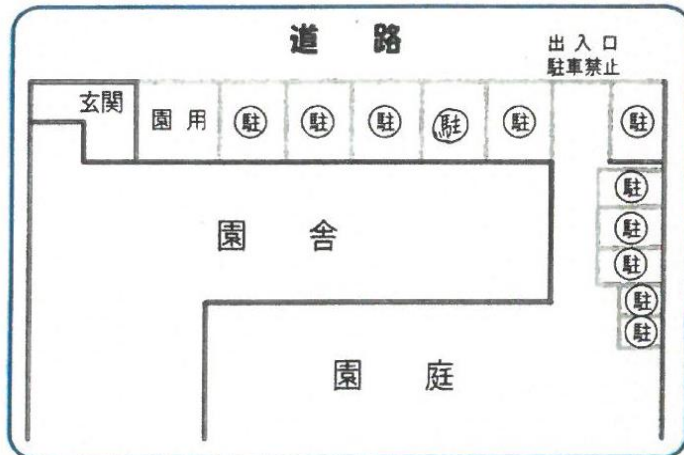 道 路
出入口
駐車禁止
玄関
園 用 駐 駐 駐 駐 駐 駐
駐
園 舎
駐
駐
駐
駐
園 庭